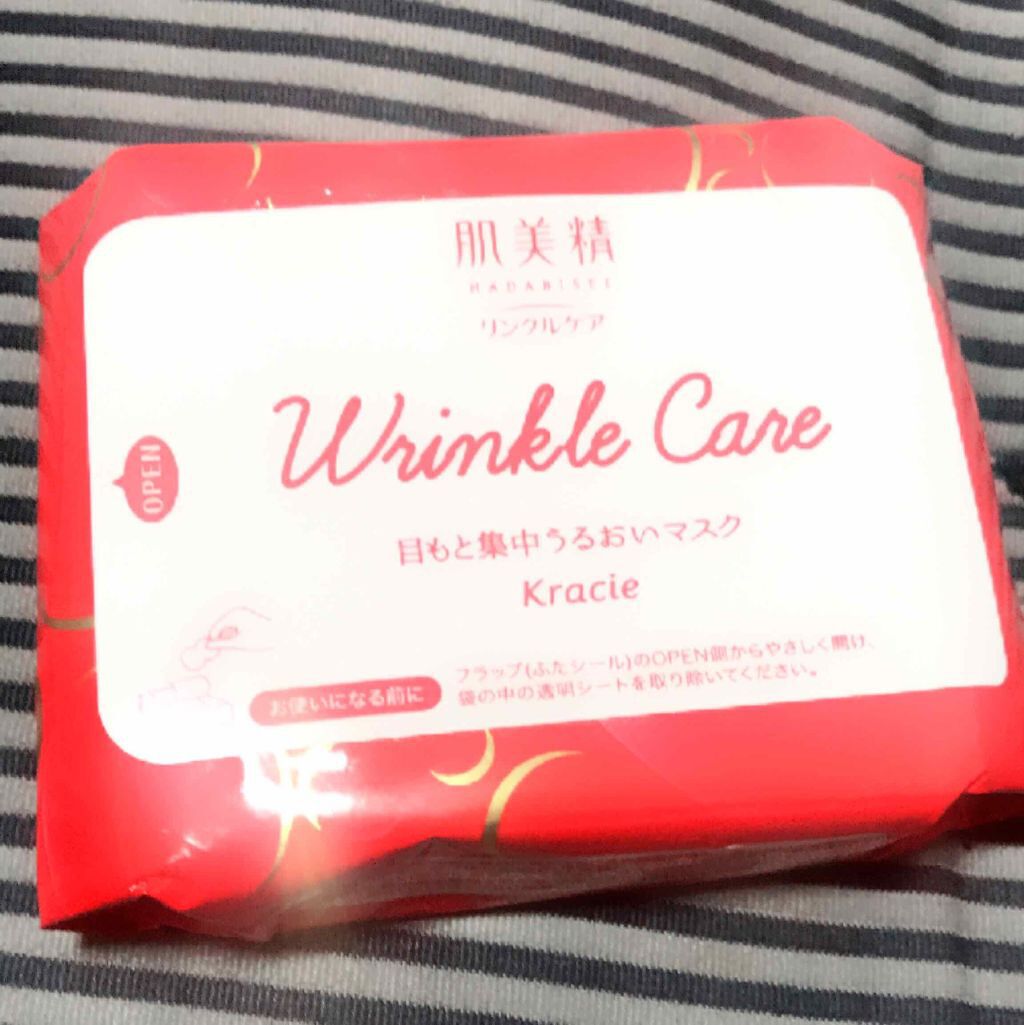 肌美精
HADABISEE
リンクルケア
Wrinkle Care
OPEN
目もと集中うるおいマスク
Kracie
お使いになる前に
フラップ(ふたシール)のOPEN側からやさしく開け、
袋の中の透明シートを取り除いてください。